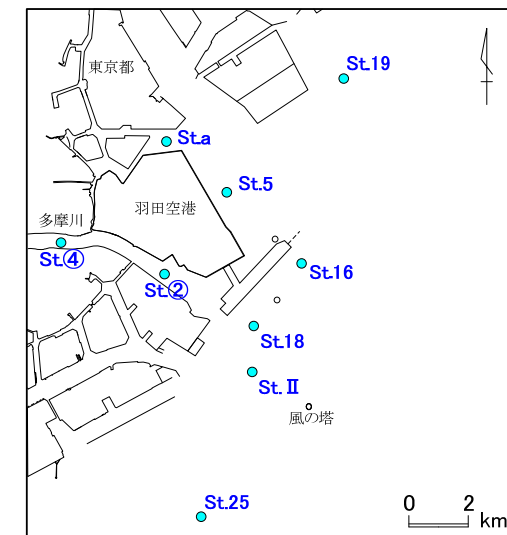 東京都
St.19
St.a
St.5
羽田空港
多摩川
St.④
St.②
St.16
St.18
St.Ⅱ
風の塔
St.25
0 2
km